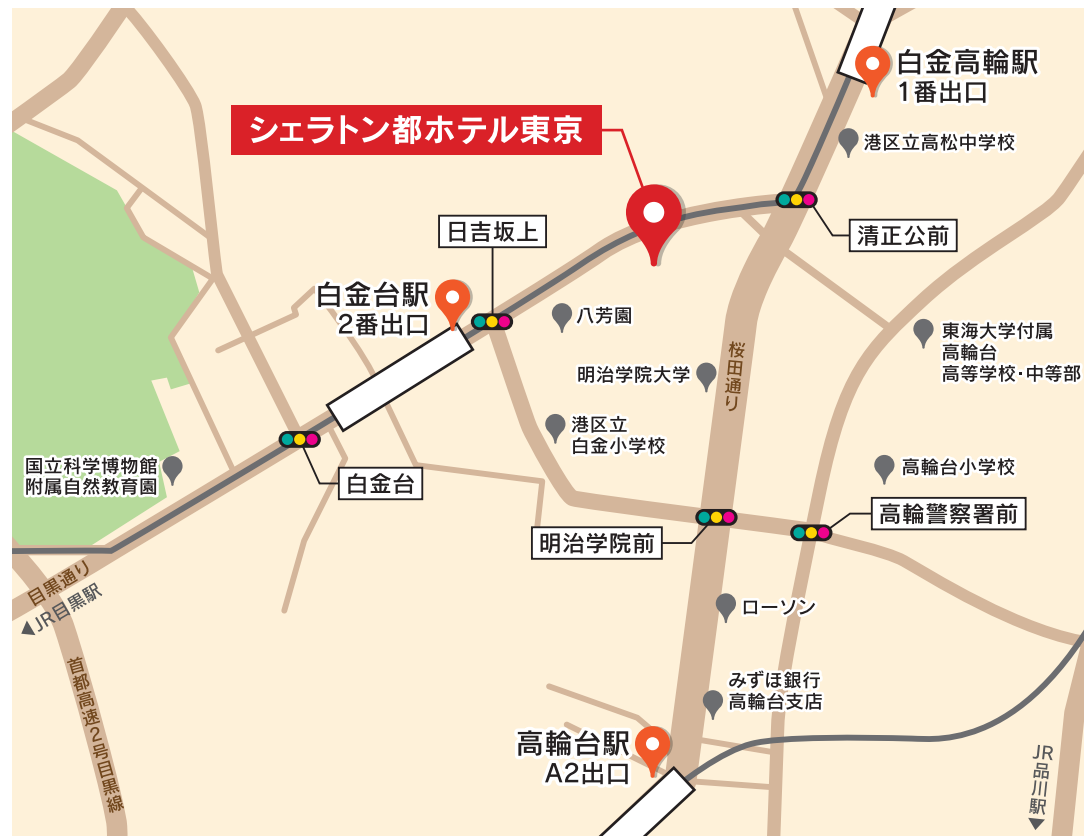 白金高輪駅
1番出口
シェラトン都ホテル東京
港区立高松中学校
日吉坂上
清正公前
白金台駅
2番出口
八芳園
東海大学付属
高輪台
高等学校・中等部
桜田通り
明治学院大学
港区立
白金小学校
国立科学博物館
附属自然教育園
白金台
高輪台小学校
高輪警察署前
明治学院前
目黒通り
JR目黒駅
ローソン
首都高速2号目黒線
みずほ銀行
高輪台支店
高輪台駅
A2出口
JR品川駅